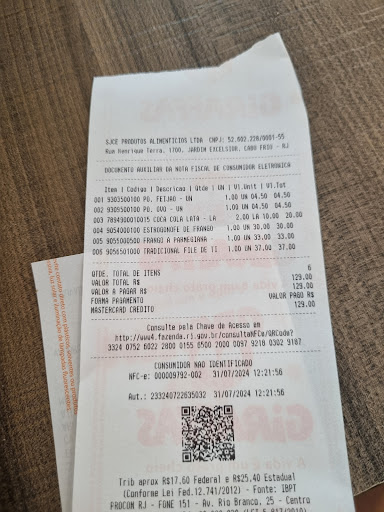 SJCE PRODUTOS ALIMENTICIOS LTDA CNPJ: 52.602.228/0001-55
Rua Henrique Terra, 1700, JARDIM EXCELSIOR, CABO FRIO - RJ
DOCUMENTO AUXILIAR DA NOTA FISCAL DE CONSUMIDOR ELETRONICA
Item | Codigo | Descricao | Qtde | UN | Vl.Unit | Vl.Tot
001 9303500100 PO. FEIJAO - UN 1.00 UN 04.50 04.50
002 9309500100 PO. OVO - UN 1.00 UN 04.50 04.50
003 7894900010015 COCA COLA LATA - LA 2.00 LA 10.00 20.00
004 9054000100 ESTROGONOFE DE FRANGO 1.00 UN 30.00 30.00
005 9055000500 FRANGO A PARMEGIANA - 1.00 UN 33.00 33.00
006 9056501000 TRADICIONAL FILE DE TI 1.00 UN 37.00 37.00
QTDE. TOTAL DE ITENS 6
VALOR TOTAL R$ 129.00
VALOR A PAGAR R$ 129.00
FORMA PAGAMENTO VALOR PAGO R$
MASTERCARD CREDITO 129.00
Consulte pela Chave de Acesso em
http://www4.fazenda.rj.gov.br/consultaNFCe/QRCode?
3324 0752 6022 2800 0155 6500 2000 0097 9218 0302 9187
CONSUMIDOR NAO IDENTIFICADO
NFC-e: 000009792-002 31/07/2024 12:21:56
Aut.: 233240722635032 31/07/2024 12:21:56
Trib aprox R$17.60 Federal e R$25.40 Estadual
(Conforme Lei Fed.12.741/2012) - Fonte: IBPT
PROCON RJ - FONE 151 - Av. Rio Branco, 25 - Centro